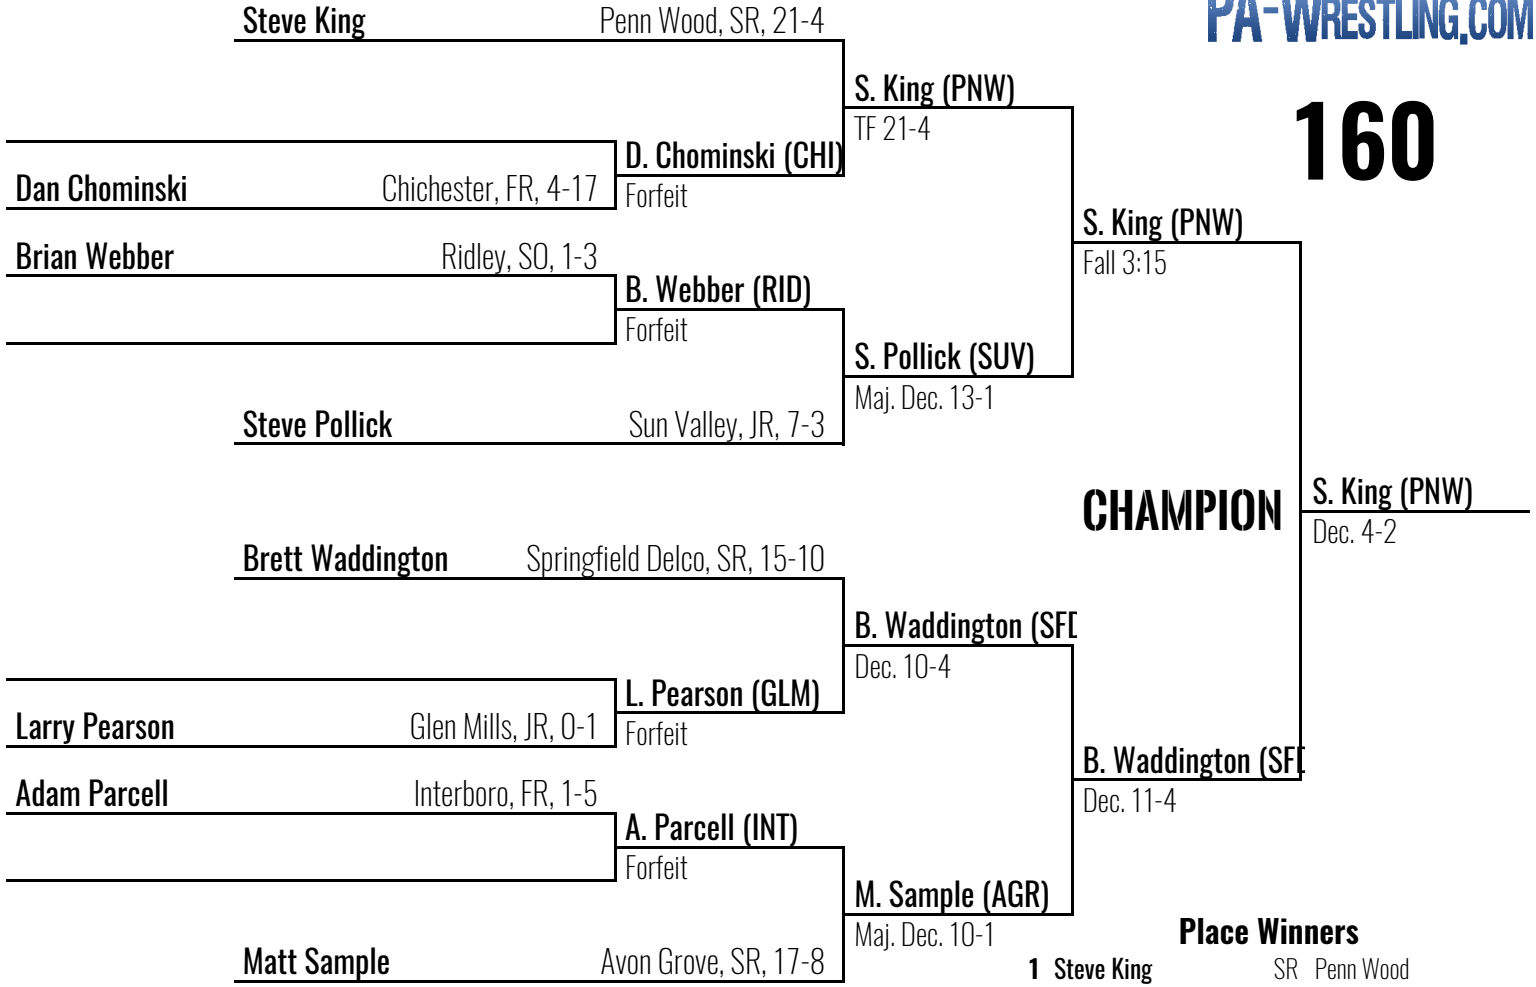 Steve King Penn Wood, SR, 21-4
PA-WRESTLING.COM
S. King (PNW)
TF 21-4
160
D. Chominski (CHI)
Forfeit
Dan Chominski Chichester, FR, 4-17
S. King (PNW)
Fall 3:15
Brian Webber Ridley, SO, 1-3
B. Webber (RID)
Forfeit
S. Pollick (SUV)
Maj. Dec. 13-1
Steve Pollick Sun Valley, JR, 7-3
CHAMPION
S. King (PNW)
Dec. 4-2
Brett Waddington Springfield Delco, SR, 15-10
B. Waddington (SFD
Dec. 10-4
L. Pearson (GLM)
Forfeit
Larry Pearson Glen Mills, JR, 0-1
B. Waddington (SFD
Dec. 11-4
Adam Parcell Interboro, FR, 1-5
A. Parcell (INT)
Forfeit
M. Sample (AGR)
Maj. Dec. 10-1
Matt Sample Avon Grove, SR, 17-8
Place Winners
1 Steve King SR Penn Wood